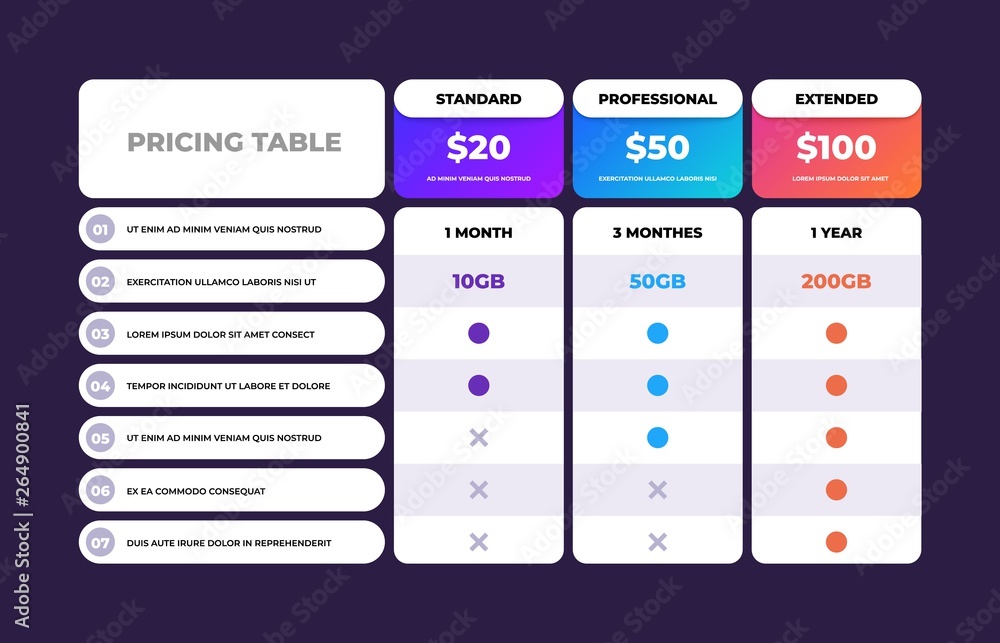 PRICING TABLE
STANDARD
$20
AD MINIM VENIAM QUIS NOSTRUD
PROFESSIONAL
$50
EXERCITATION ULLAMCO LABORIS NISI
EXTENDED
$100
LOREM IPSUM DOLOR SIT AMET
01 UT ENIM AD MINIM VENIAM QUIS NOSTRUD
1 MONTH 3 MONTHES 1 YEAR
02 EXERCITATION ULLAMCO LABORIS NISI UT
10GB 50GB 200GB
03 LOREM IPSUM DOLOR SIT AMET CONSECT
04 TEMPOR INCIDIDUNT UT LABORE ET DOLORE
05 UT ENIM AD MINIM VENIAM QUIS NOSTRUD
06 EX EA COMMODO CONSEQUAT
07 DUIS AUTE IRURE DOLOR IN REPREHENDERIT
Adobe Stock | #264900841
Adobe Stock